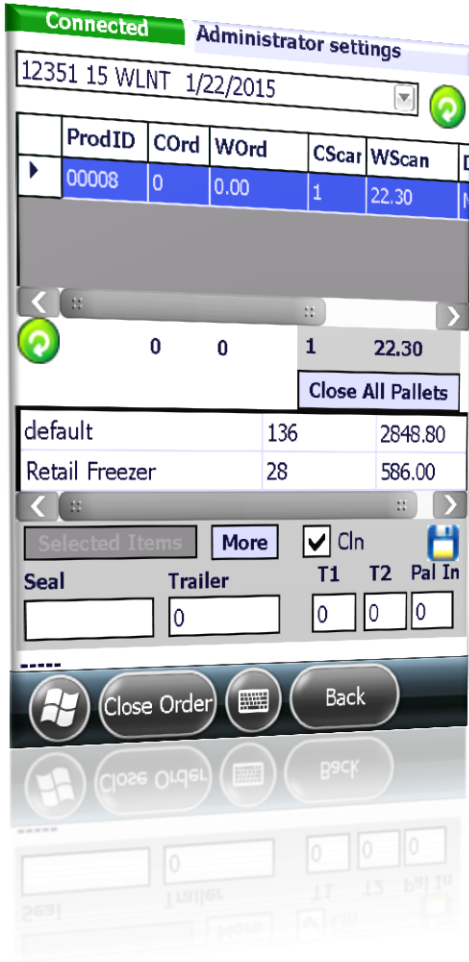 Connected Administrator settings
12351 15 WLNT 1/22/2015
ProdID COrd WOrd CScar WScan
00008 0 0.00 1 22.30
0 0 1 22.30
Close All Pallets
default 136 2848.80
Retail Freezer 28 586.00
Selected Items More Cln
Seal Trailer T1 T2 Pal In
0 0 0 0
-----
Close Order Back